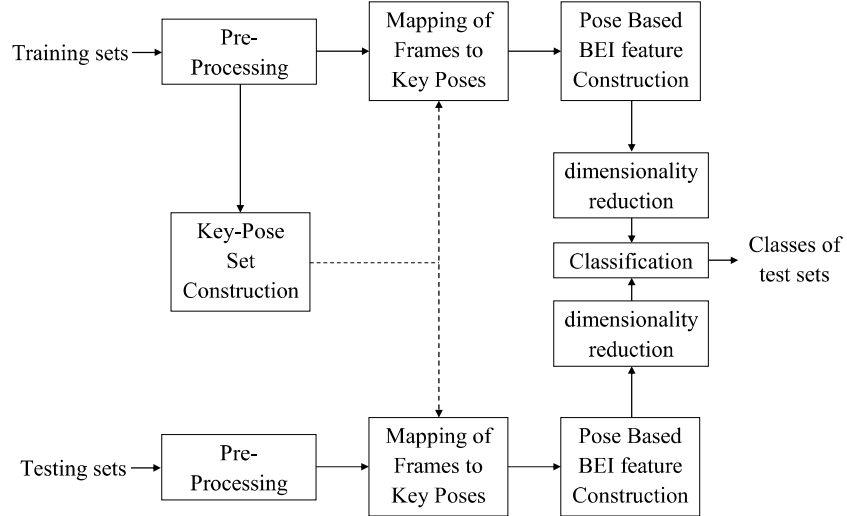 Training sets
Pre-
Processing
Mapping of
Frames to
Key Poses
Pose Based
BEI feature
Construction
dimensionality
reduction
Key-Pose
Set
Construction
Classification
Classes of
test sets
dimensionality
reduction
Testing sets
Pre-
Processing
Mapping of
Frames to
Key Poses
Pose Based
BEI feature
Construction